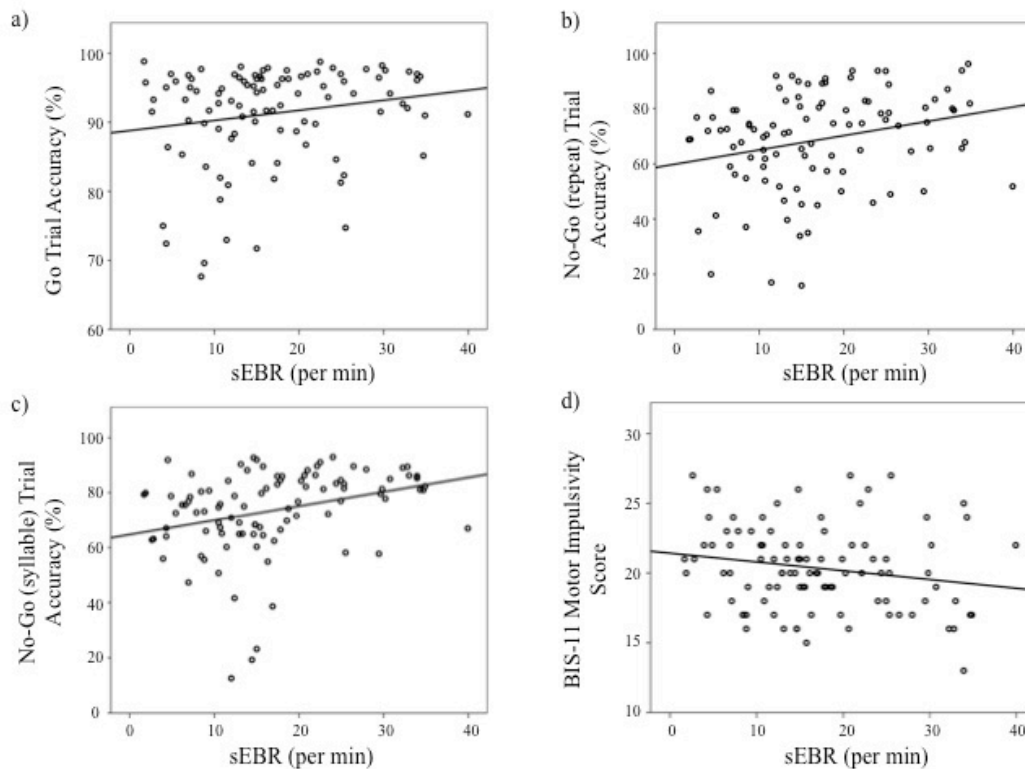 a)
Go Trial Accuracy (%)
100
90
80
70
60
0 10 20 30 40
sEBR (per min)
b)
No-Go (repeat) Trial
Accuracy (%)
100
80
60
40
20
0
0 10 20 30 40
sEBR (per min)
c)
No-Go (syllable) Trial
Accuracy (%)
100
80
60
40
20
0
0 10 20 30 40
sEBR (per min)
d)
BIS-11 Motor Impulsivity
Score
30
25
20
15
10
0 10 20 30 40
sEBR (per min)